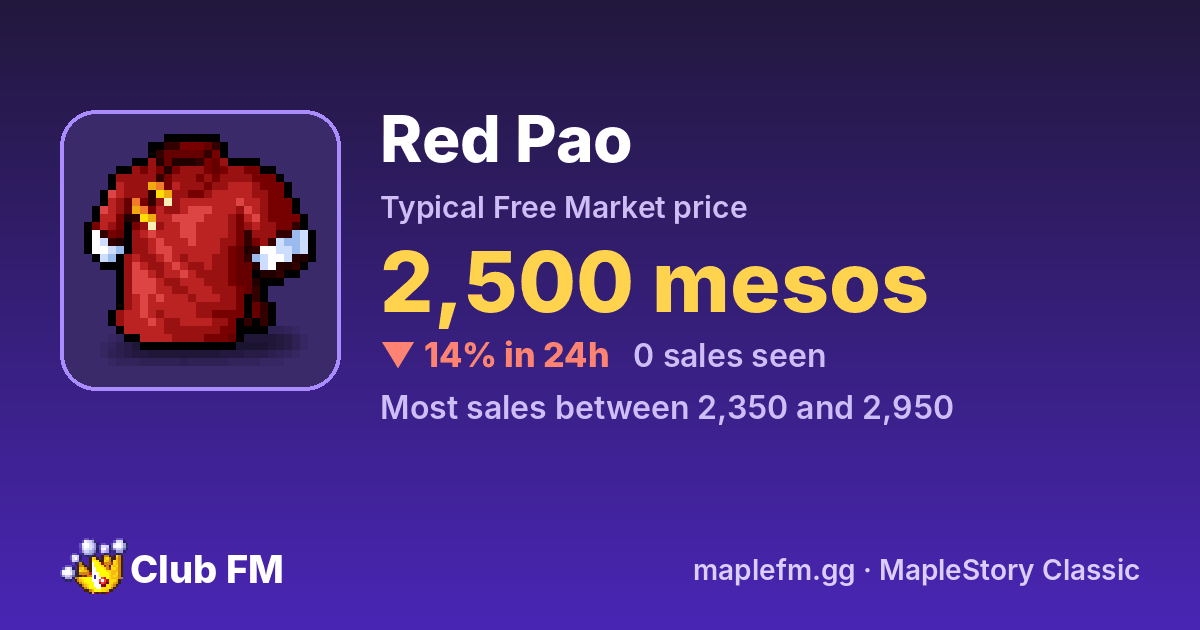 Red Pao
Typical Free Market price
2,500 mesos
▼ 14% in 24h 0 sales seen
Most sales between 2,350 and 2,950
Club FM
maplefm.gg · MapleStory Classic